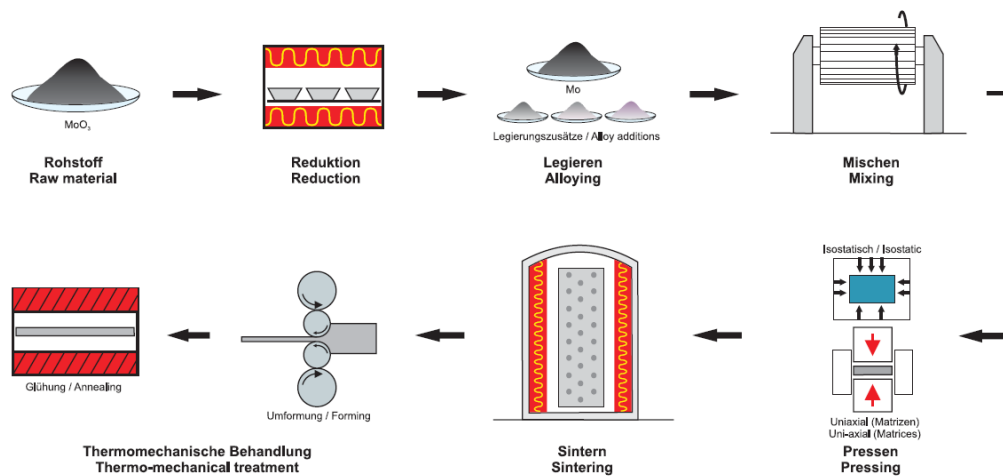 MoO₃
Rohstoff
Raw material
Reduktion
Reduction
Mo
Legierungszusätze / Alloy additions
Legieren
Alloying
Mischen
Mixing
Isostatisch / Isostatic
Uniaxial (Matrizen)
Uni-axial (Matrices)
Pressen
Pressing
Sintern
Sintering
Umformung / Forming
Glühung / Annealing
Thermomechanische Behandlung
Thermo-mechanical treatment